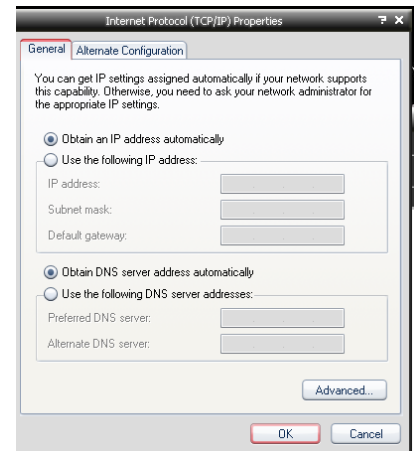 Internet Protocol (TCP/IP) Properties
General
Alternate Configuration
You can get IP settings assigned automatically if your network supports
this capability. Otherwise, you need to ask your network administrator for
the appropriate IP settings.
Obtain an IP address automatically
Use the following IP address:
IP address:
Subnet mask:
Default gateway:
Obtain DNS server address automatically
Use the following DNS server addresses:
Preferred DNS server:
Alternate DNS server:
Advanced...
OK
Cancel